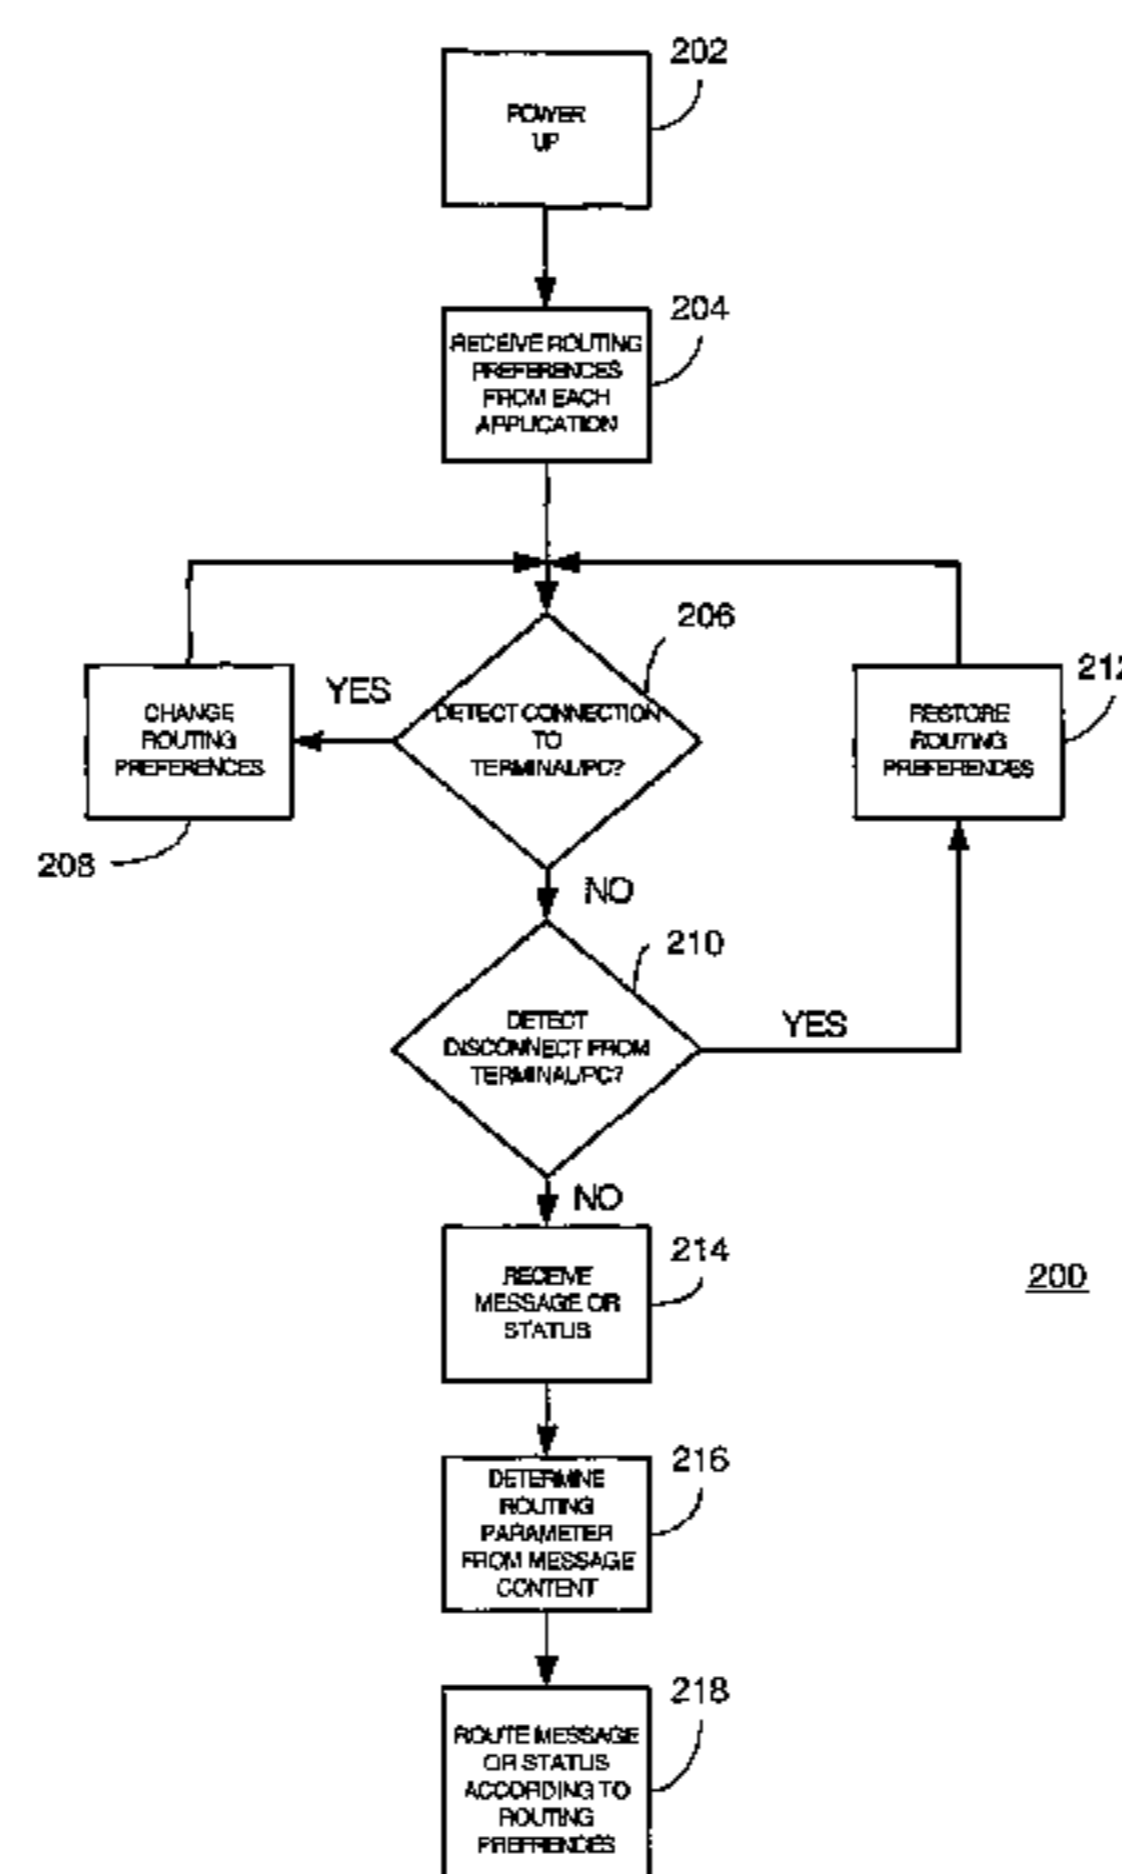 202
POWER
UP
204
RECEIVE ROUTING
PREFERENCES
FROM EACH
APPLICATION
206
DETECT CONNECTION
TO
TERMINAL/PC?
YES
CHANGE
ROUTING
PREFERENCES
208
212
RESTORE
ROUTING
PREFERENCES
NO
210
DETECT
DISCONNECT FROM
TERMINAL/PC?
YES
NO
214
RECEIVE
MESSAGE OR
STATUS
200
216
DETERMINE
ROUTING
PARAMETER
FROM MESSAGE
CONTENT
218
ROUTE MESSAGE
OR STATUS
ACCORDING TO
ROUTING
PREFRENCES